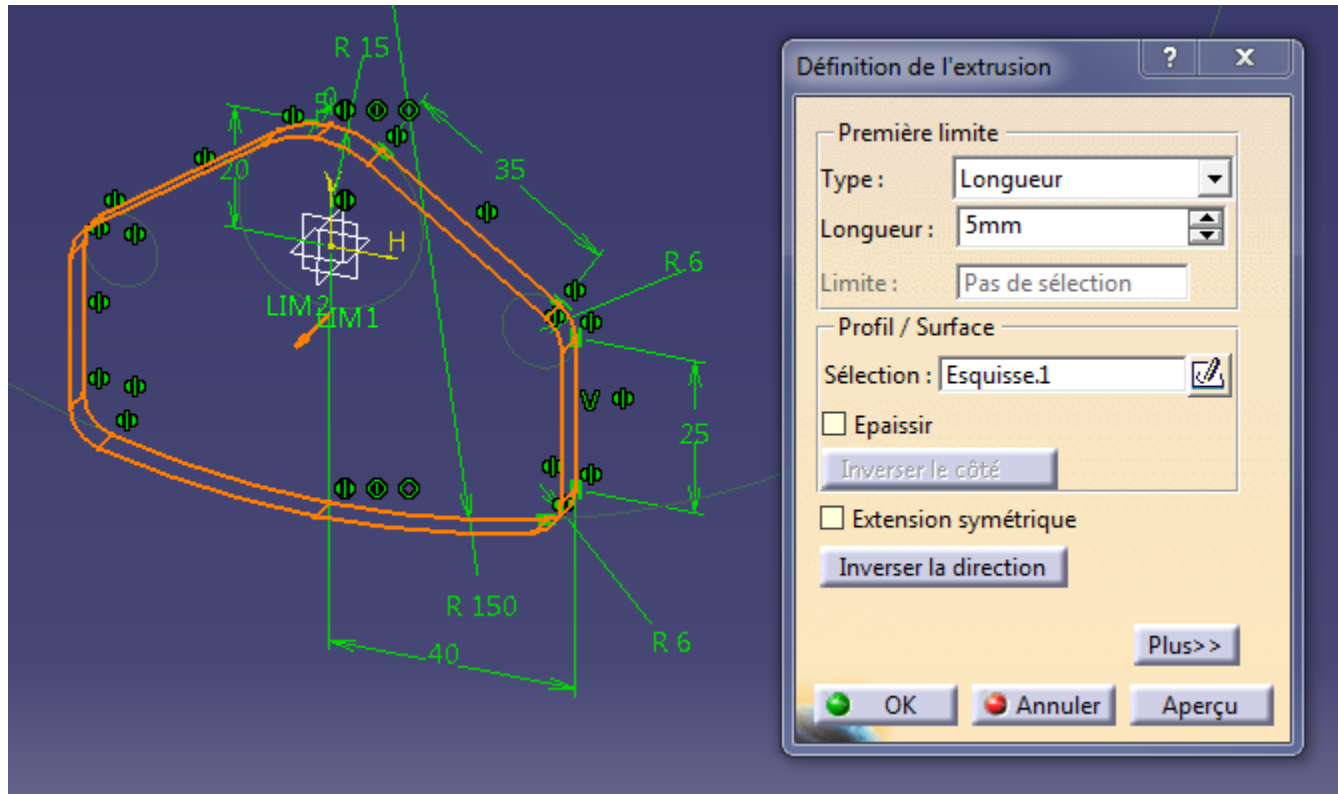 R 15
35
20
V
H
R 6
LIM2
LIM1
V
25
R 150
40
R 6
Définition de l'extrusion
?
X
Première limite
Type :
Longueur
Longueur :
5mm
Limite :
Pas de sélection
Profil / Surface
Sélection :
Esquisse.1
Epaissir
Inverser le côté
Extension symétrique
Inverser la direction
Plus>>
OK
Annuler
Aperçu